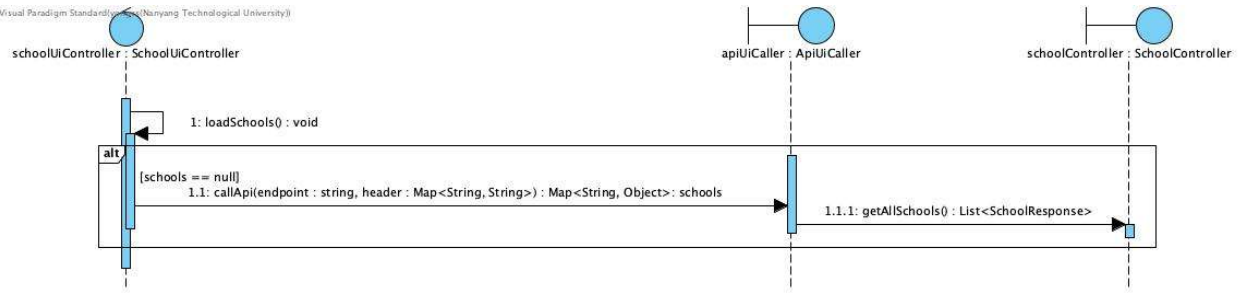 Visual Paradigm Standard((Nanyang Technological University))
schoolUiController : SchoolUiController
apiUiCaller : ApiUiCaller
schoolController : SchoolController
1: loadSchools() : void
alt
[schools == null]
1.1: callApi(endpoint : string, header : Map<String, String>) : Map<String, Object>: schools
1.1.1: getAllSchools() : List<SchoolResponse>